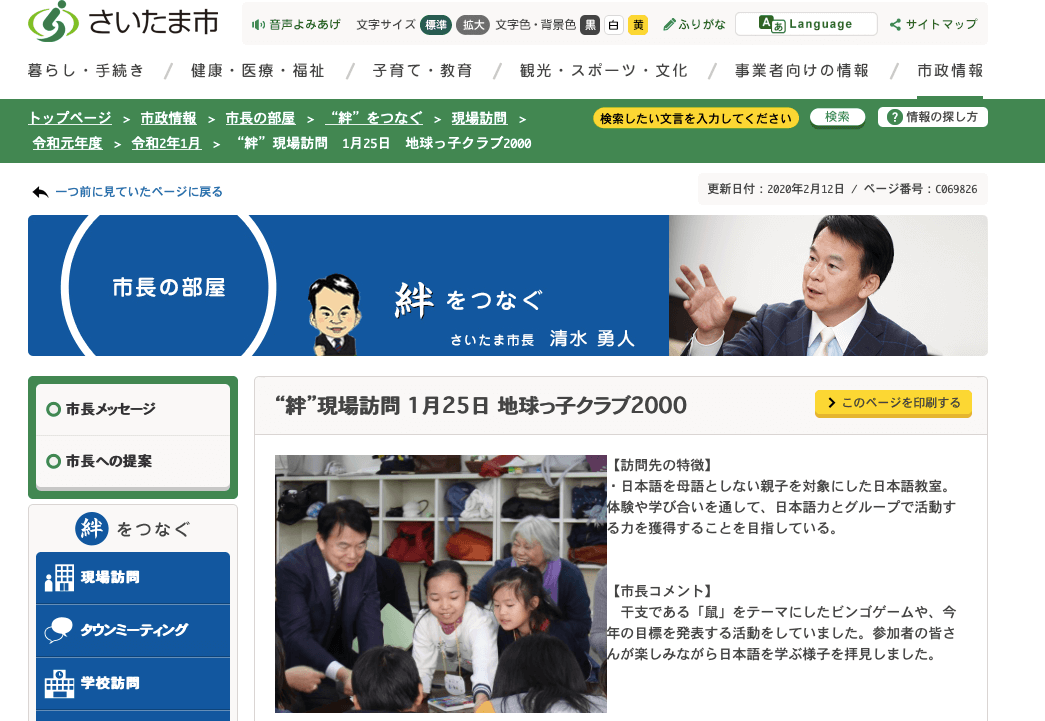 さいたま市
音声よみあげ 文字サイズ 標準 拡大 文字色・背景色 黒 白 黄 ふりがな Aあ Language サイトマップ
暮らし・手続き / 健康・医療・福祉 / 子育て・教育 / 観光・スポーツ・文化 / 事業者向けの情報 / 市政情報
トップページ > 市政情報 > 市長の部屋 > “絆”をつなぐ > 現場訪問 >
検索したい文言を入力してください 検索 ? 情報の探し方
令和元年度 > 令和2年1月 > “絆”現場訪問 1月25日 地球っ子クラブ2000
一つ前に見ていたページに戻る
更新日付：2020年2月12日 / ページ番号：C069826
市長の部屋
絆をつなぐ
さいたま市長 清水 勇人
市長メッセージ
市長への提案
絆をつなぐ
現場訪問
タウンミーティング
学校訪問
“絆”現場訪問 1月25日 地球っ子クラブ2000
このページを印刷する
【訪問先の特徴】
・日本語を母語としない親子を対象にした日本語教室。
体験や学び合いを通して、日本語力とグループで活動す
る力を獲得することを目指している。
【市長コメント】
　干支である「鼠」をテーマにしたビンゴゲームや、今
年の目標を発表する活動をしていました。参加者の皆さ
んが楽しみながら日本語を学ぶ様子を拝見しました。